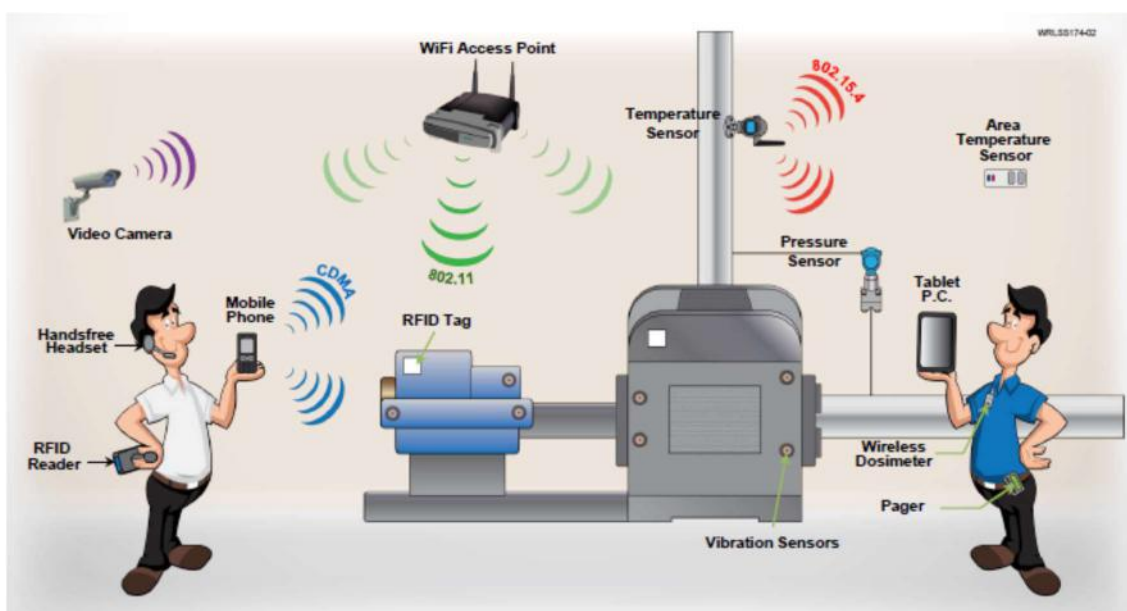 WRLSS174-02
WiFi Access Point
802.15.4
Temperature
Sensor
Area
Temperature
Sensor
Video Camera
802.11
Pressure
Sensor
CDMA
Mobile
Phone
Tablet
P.C.
Handsfree
Headset
RFID Tag
RFID
Reader
Wireless
Dosimeter
Pager
Vibration Sensors